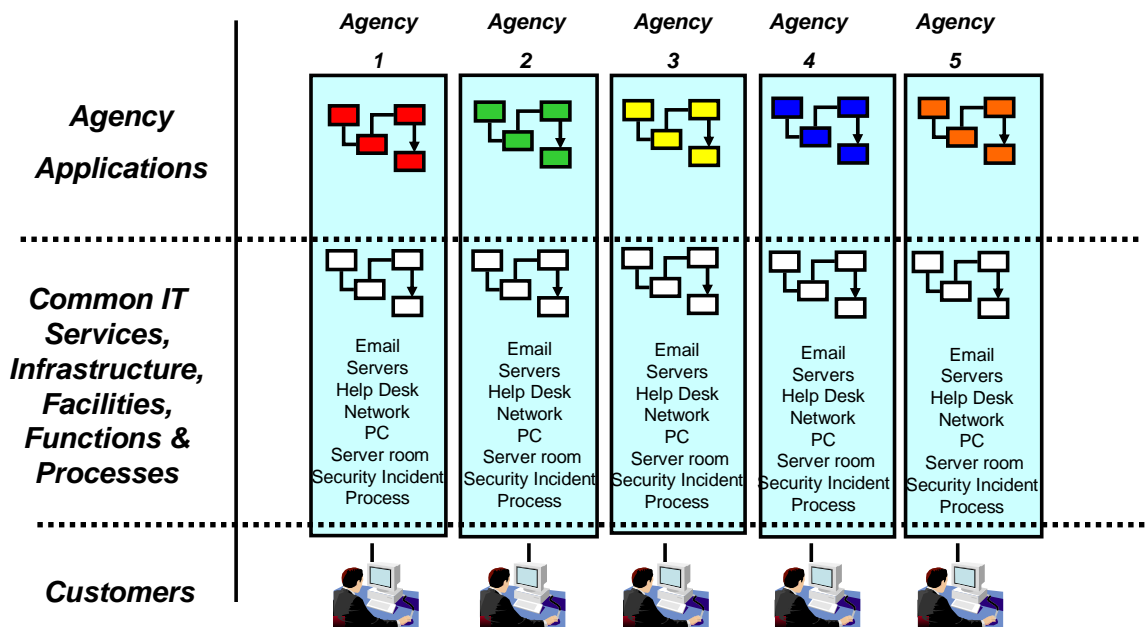 Agency
1
Agency
2
Agency
3
Agency
4
Agency
5
Agency
Applications
Common IT
Services,
Infrastructure,
Facilities,
Functions &
Processes
Email
Servers
Help Desk
Network
PC
Server room
Security Incident
Process
Email
Servers
Help Desk
Network
PC
Server room
Security Incident
Process
Email
Servers
Help Desk
Network
PC
Server room
Security Incident
Process
Email
Servers
Help Desk
Network
PC
Server room
Security Incident
Process
Email
Servers
Help Desk
Network
PC
Server room
Security Incident
Process
Customers